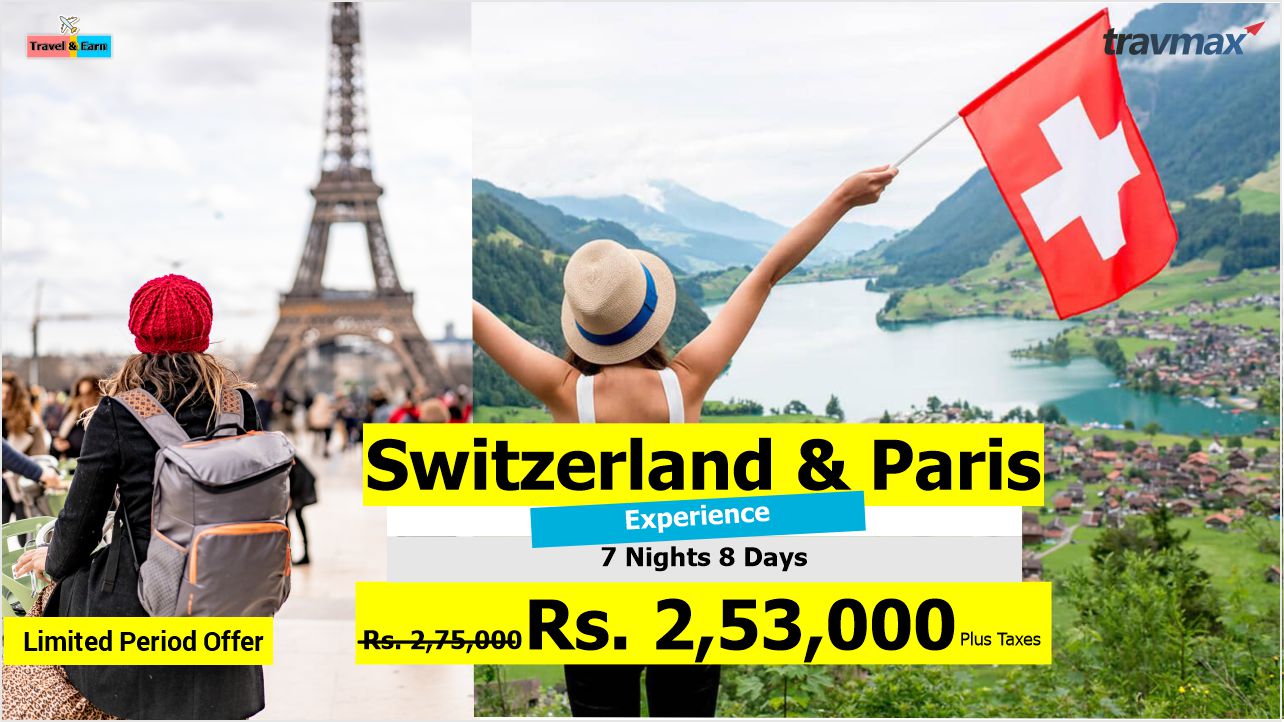 Travel & Earn
travmax
Switzerland & Paris
Experience
7 Nights 8 Days
Rs. 2,75,000 Rs. 2,53,000 Plus Taxes
Limited Period Offer